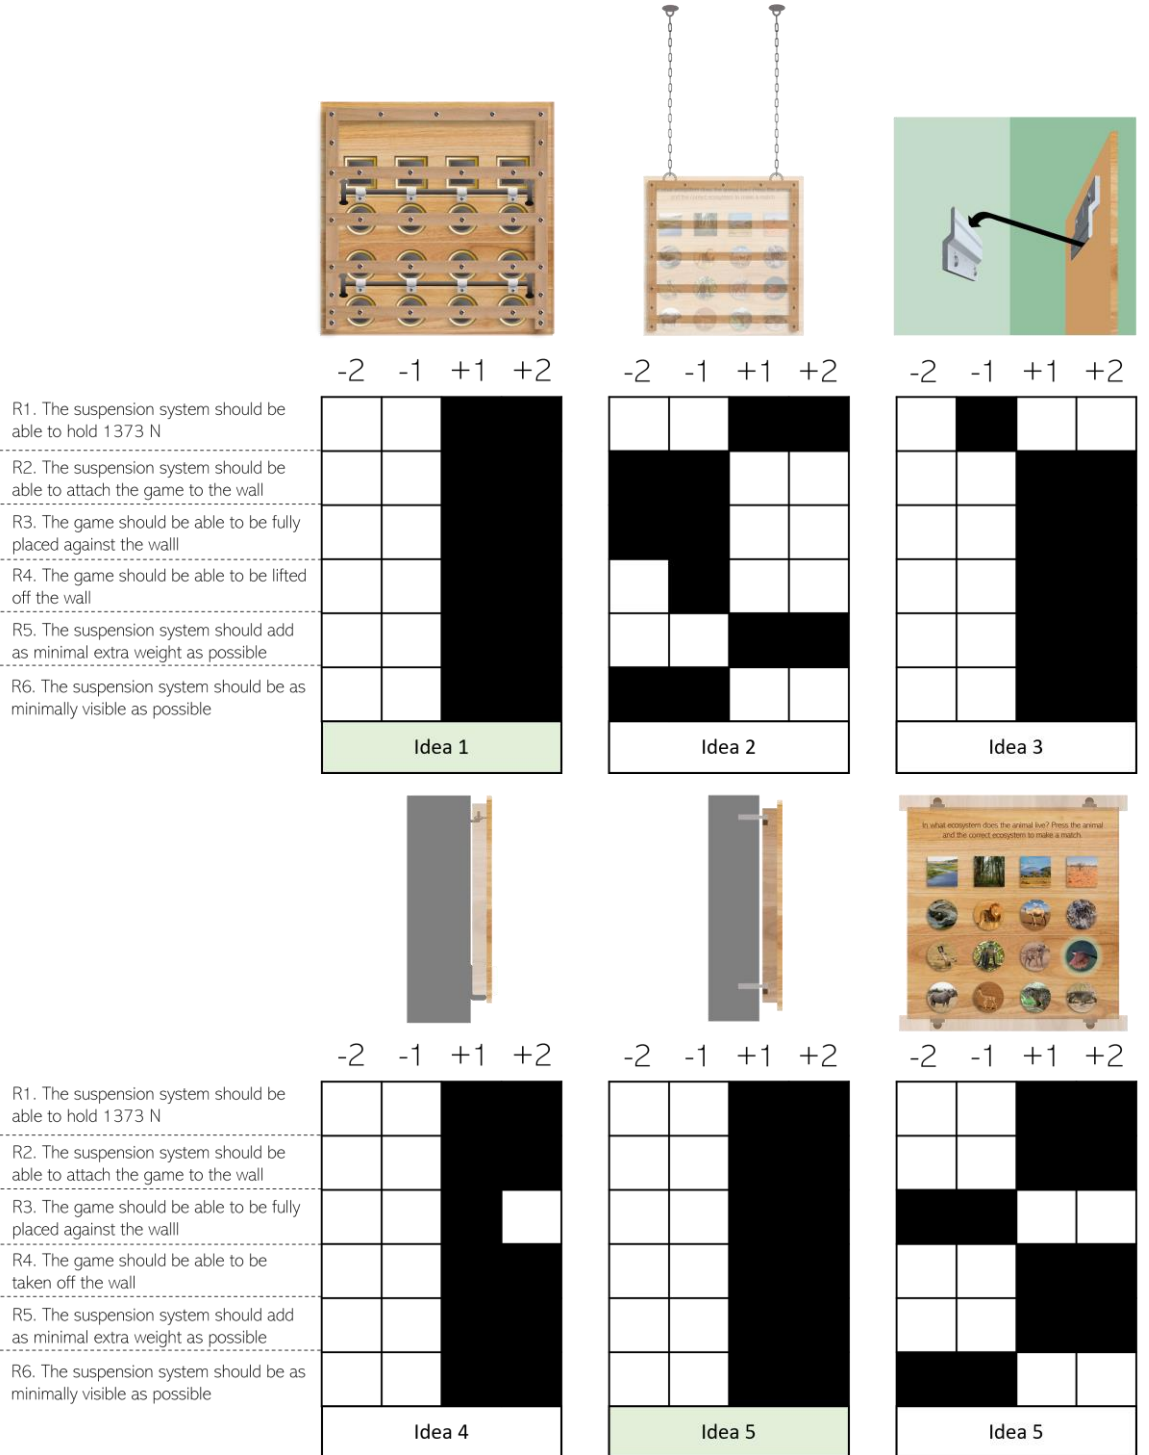 and the correct ecosystem to make a match.
-2 -1 +1 +2
-2 -1 +1 +2
-2 -1 +1 +2
R1. The suspension system should be
able to hold 1373 N
R2. The suspension system should be
able to attach the game to the wall
R3. The game should be able to be fully
placed against the walll
R4. The game should be able to be lifted
off the wall
R5. The suspension system should add
as minimal extra weight as possible
R6. The suspension system should be as
minimally visible as possible
Idea 1
Idea 2
Idea 3
In what ecosystem does the animal live? Press the animal
and the correct ecosystem to make a match.
-2 -1 +1 +2
-2 -1 +1 +2
-2 -1 +1 +2
R1. The suspension system should be
able to hold 1373 N
R2. The suspension system should be
able to attach the game to the wall
R3. The game should be able to be fully
placed against the walll
R4. The game should be able to be
taken off the wall
R5. The suspension system should add
as minimal extra weight as possible
R6. The suspension system should be as
minimally visible as possible
Idea 4
Idea 5
Idea 5